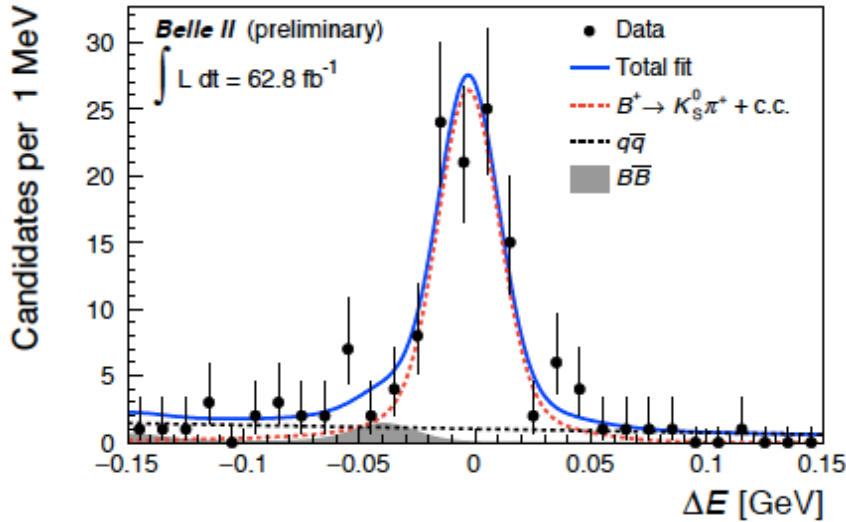 Candidates per 1 MeV
Belle II (preliminary)
∫ L dt = 62.8 fb⁻¹
Data
Total fit
B⁺ → K⁰_S π⁺ + c.c.
qq̅
BB̅
30
25
20
15
10
5
0
−0.15 −0.1 −0.05 0 0.05 0.1 0.15
ΔE [GeV]